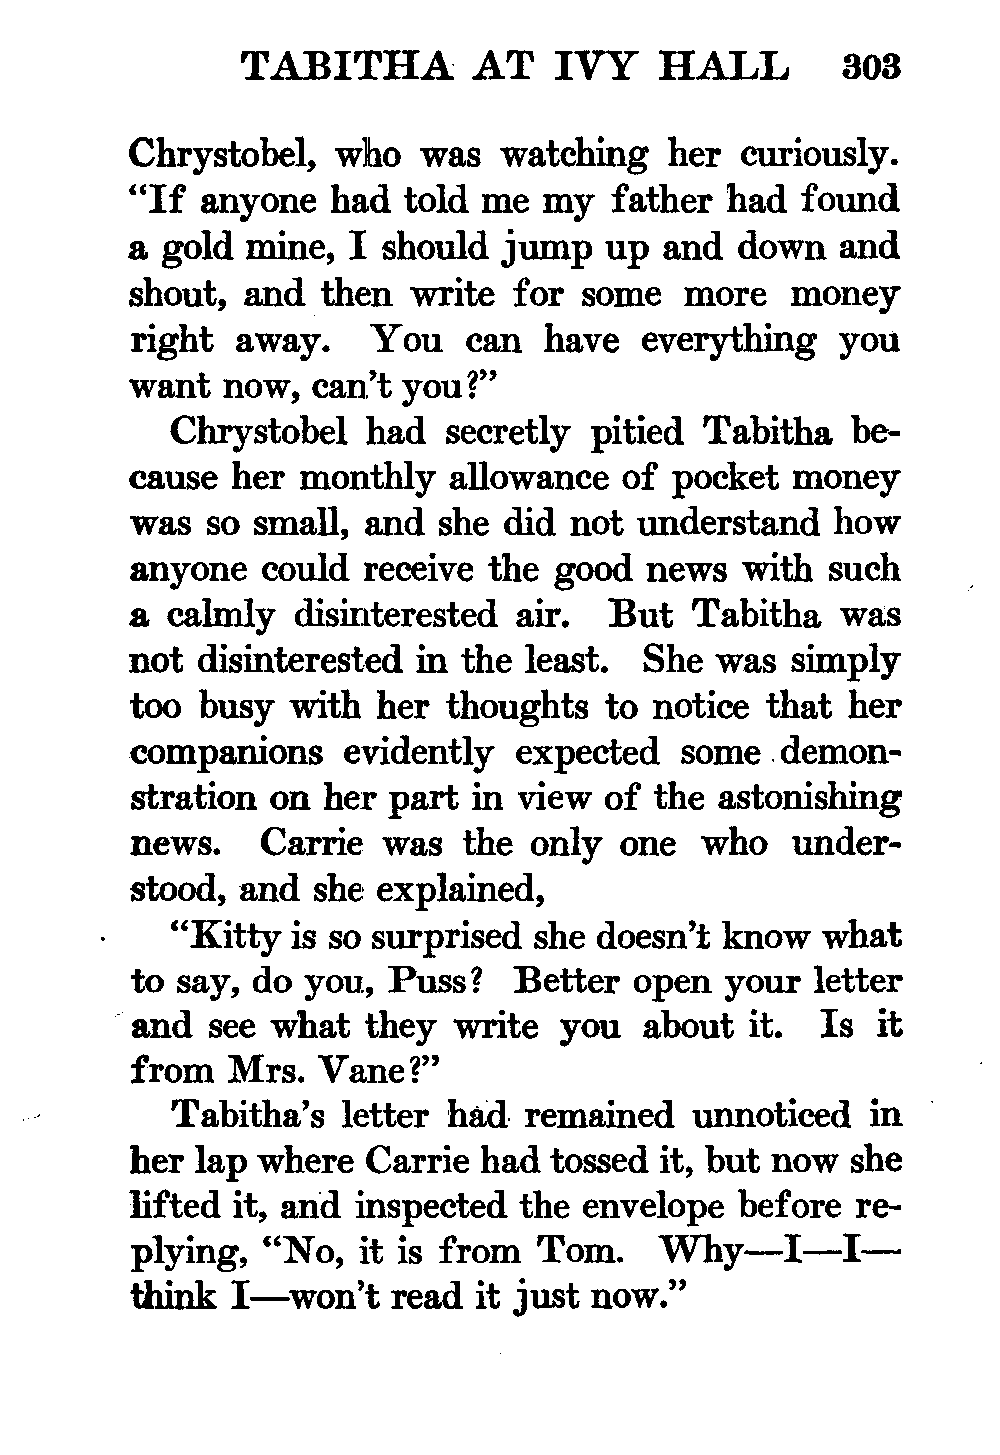 TABITHA AT IVY HALL 303
Chrystobel, who was watching her curiously.
“If anyone had told me my father had found
a gold mine, I should jump up and down and
shout, and then write for some more money
right away. You can have everything you
want now, can’t you?”
Chrystobel had secretly pitied Tabitha be-
cause her monthly allowance of pocket money
was so small, and she did not understand how
anyone could receive the good news with such
a calmly disinterested air. But Tabitha was
not disinterested in the least. She was simply
too busy with her thoughts to notice that her
companions evidently expected some demon-
stration on her part in view of the astonishing
news. Carrie was the only one who under-
stood, and she explained,
“Kitty is so surprised she doesn’t know what
to say, do you, Puss? Better open your letter
and see what they write you about it. Is it
from Mrs. Vane?”
Tabitha’s letter had remained unnoticed in
her lap where Carrie had tossed it, but now she
lifted it, and inspected the envelope before re-
plying, “No, it is from Tom. Why—I—I—
think I—won’t read it just now.”